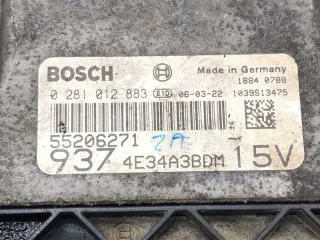 BOSCH Made in Germany
1884 0788
0 281 012 883 E10 06-03-22 1039S13475
55206271 2A
937 4E34A3BDM 15V